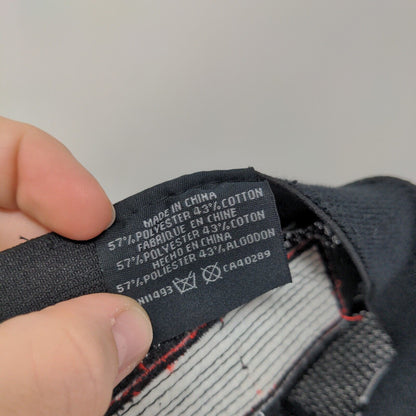 MADE IN CHINA
57%POLYESTER 43%COTTON
FABRIQUE EN CHINE
57%POLYESTER 43%COTON
HECHO EN CHINA
57%POLIESTER 43%ALGODON
CA40289